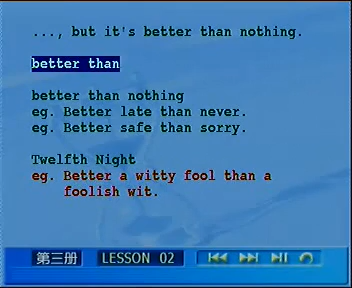 ..., but it's better than nothing.
better than
better than nothing
eg. Better late than never.
eg. Better safe than sorry.
Twelfth Night
eg. Better a witty fool than a
foolish wit.
第三册 LESSON 02